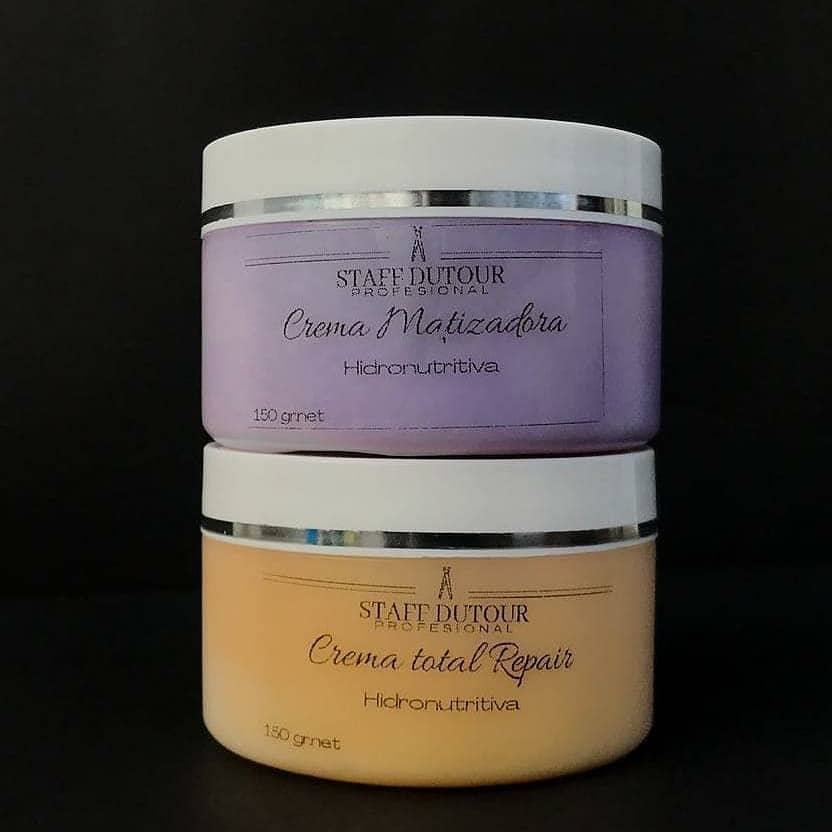 STAFF DUTOUR
PROFESIONAL
Crema Matizadora
Hidronutritiva
150 grnet
STAFF DUTOUR
PROFESIONAL
Crema total Repair
Hidronutritiva
150 grnet